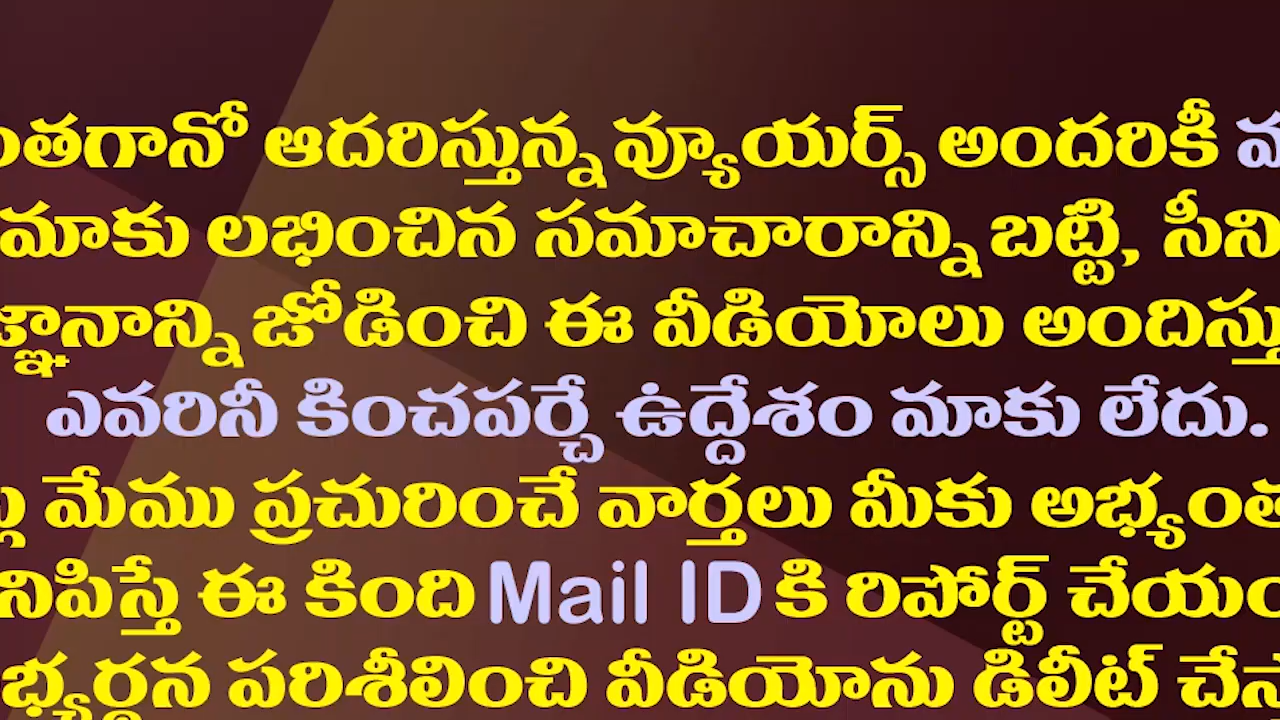 ంతగానో ఆదరిస్తున్న వ్యూయర్స్ అందరికీ
మాకు లభించిన సమాచారాన్ని బట్టి, సీని
జ్ఞానాన్ని జోడించి ఈ వీడియోలు అందిస్తు
ఎవరినీ కించపర్చే ఉద్దేశం మాకు లేదు.
మేము ప్రచురించే వార్తలు మీకు అభ్యంత
నిపిస్తే ఈ కింది Mail ID కి రిపోర్ట్ చేయం
భ్యర్థన పరిశీలించి వీడియోను డిలీట్ చే